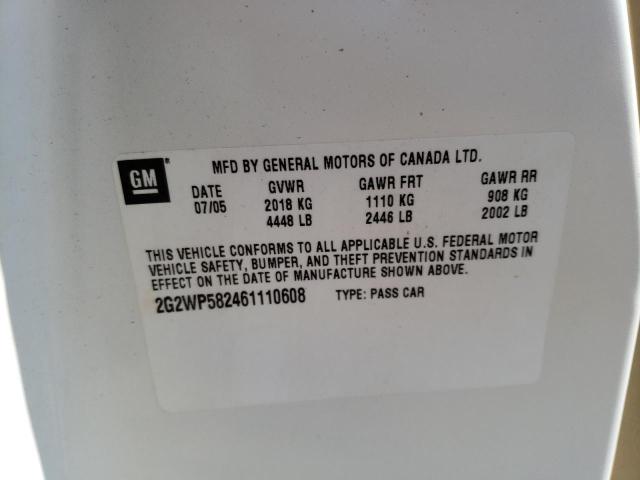 MFD BY GENERAL MOTORS OF CANADA LTD.
GM ®
DATE GVWR GAWR FRT GAWR RR
07/05 2018 KG 1110 KG 908 KG
4448 LB 2446 LB 2002 LB
THIS VEHICLE CONFORMS TO ALL APPLICABLE U.S. FEDERAL MOTOR
VEHICLE SAFETY, BUMPER, AND THEFT PREVENTION STANDARDS IN
EFFECT ON THE DATE OF MANUFACTURE SHOWN ABOVE.
2G2WP582461110608 TYPE: PASS CAR